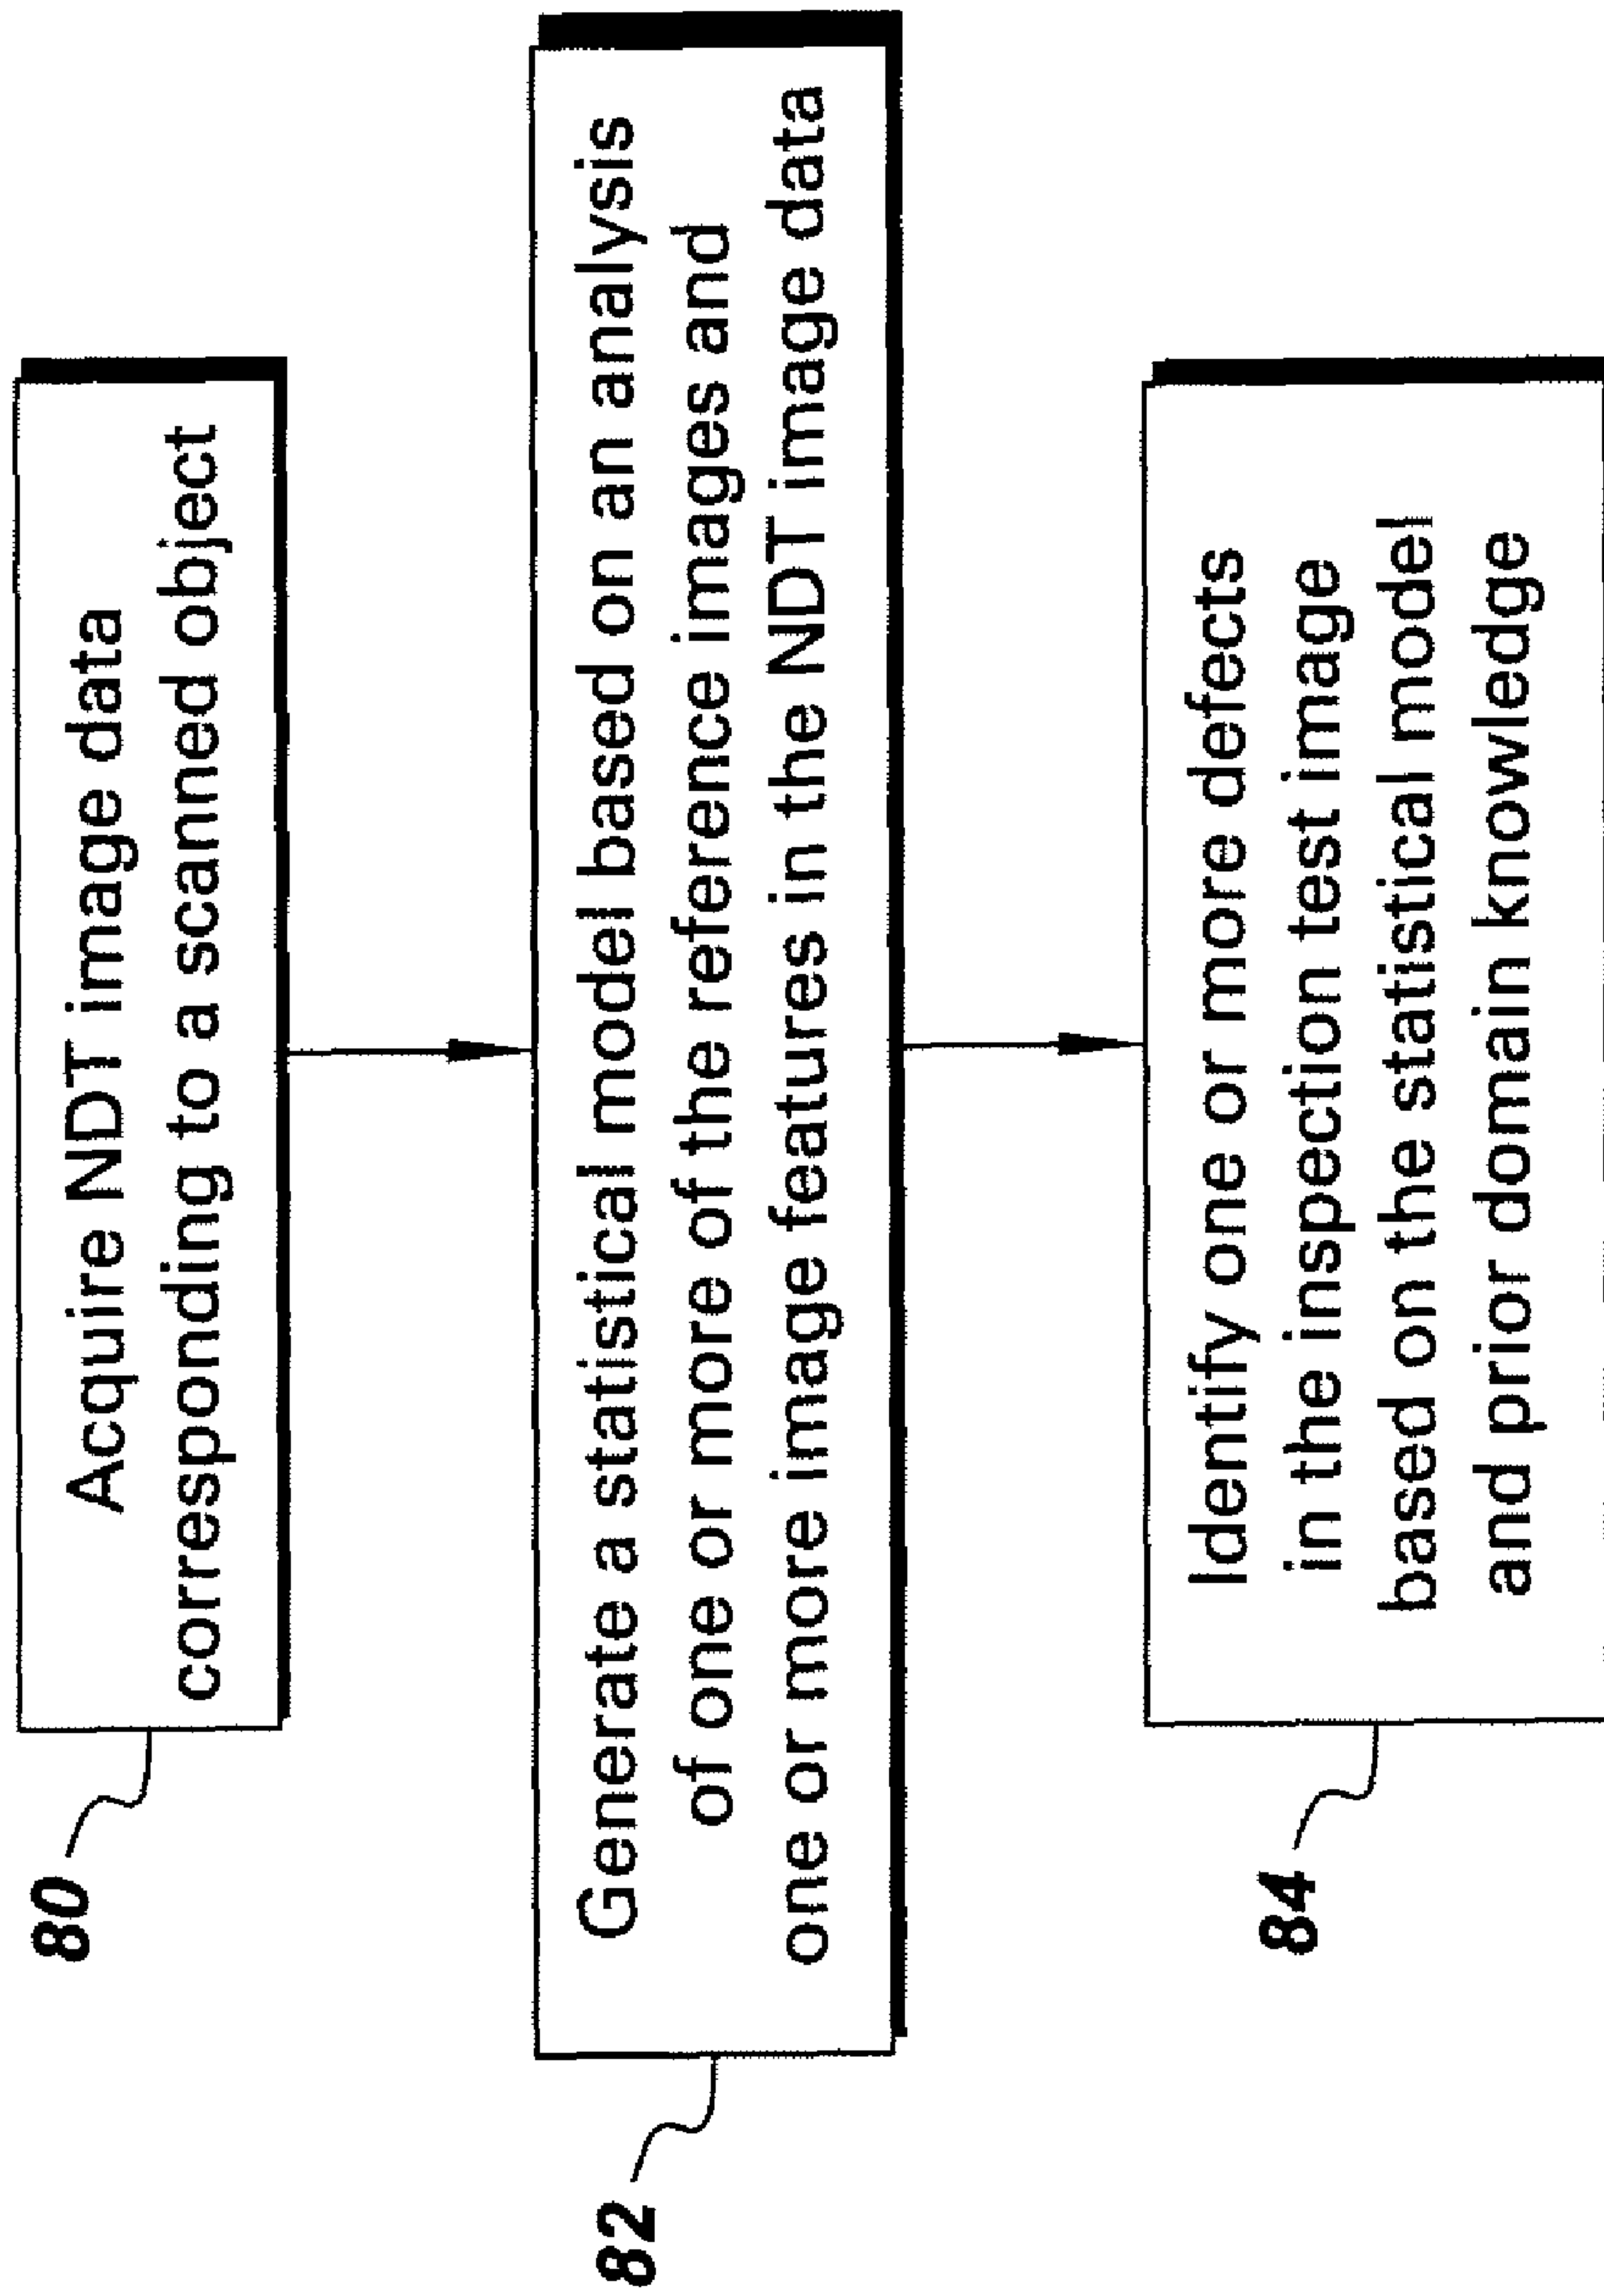 80
Acquire NDT image data
corresponding to a scanned object
82
Generate a statistical model based on an analysis
of one or more of the reference images and
one or more image features in the NDT image data
84
Identify one or more defects
in the inspection test image
based on the statistical model
and prior domain knowledge